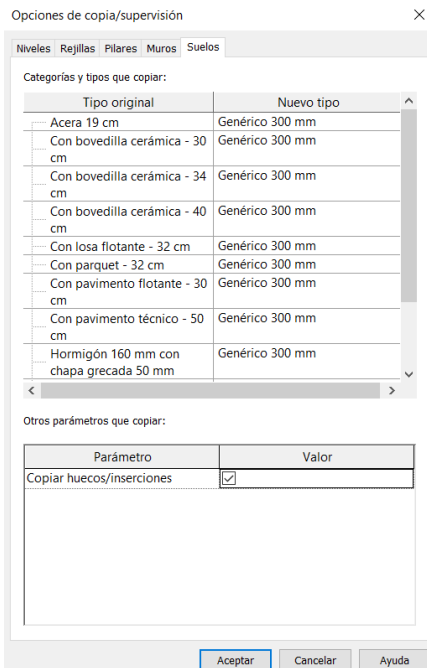 Opciones de copia/supervisión
Niveles Rejillas Pilares Muros Suelos
Categorías y tipos que copiar:
Tipo original Nuevo tipo
Acera 19 cm Genérico 300 mm
Con bovedilla cerámica - 30 Genérico 300 mm
cm
Con bovedilla cerámica - 34 Genérico 300 mm
cm
Con bovedilla cerámica - 40 Genérico 300 mm
cm
Con losa flotante - 32 cm Genérico 300 mm
Con parquet - 32 cm Genérico 300 mm
Con pavimento flotante - 30 Genérico 300 mm
cm
Con pavimento técnico - 50 Genérico 300 mm
cm
Hormigón 160 mm con Genérico 300 mm
chapa grecada 50 mm
Otros parámetros que copiar:
Parámetro Valor
Copiar huecos/inserciones
Aceptar Cancelar Ayuda